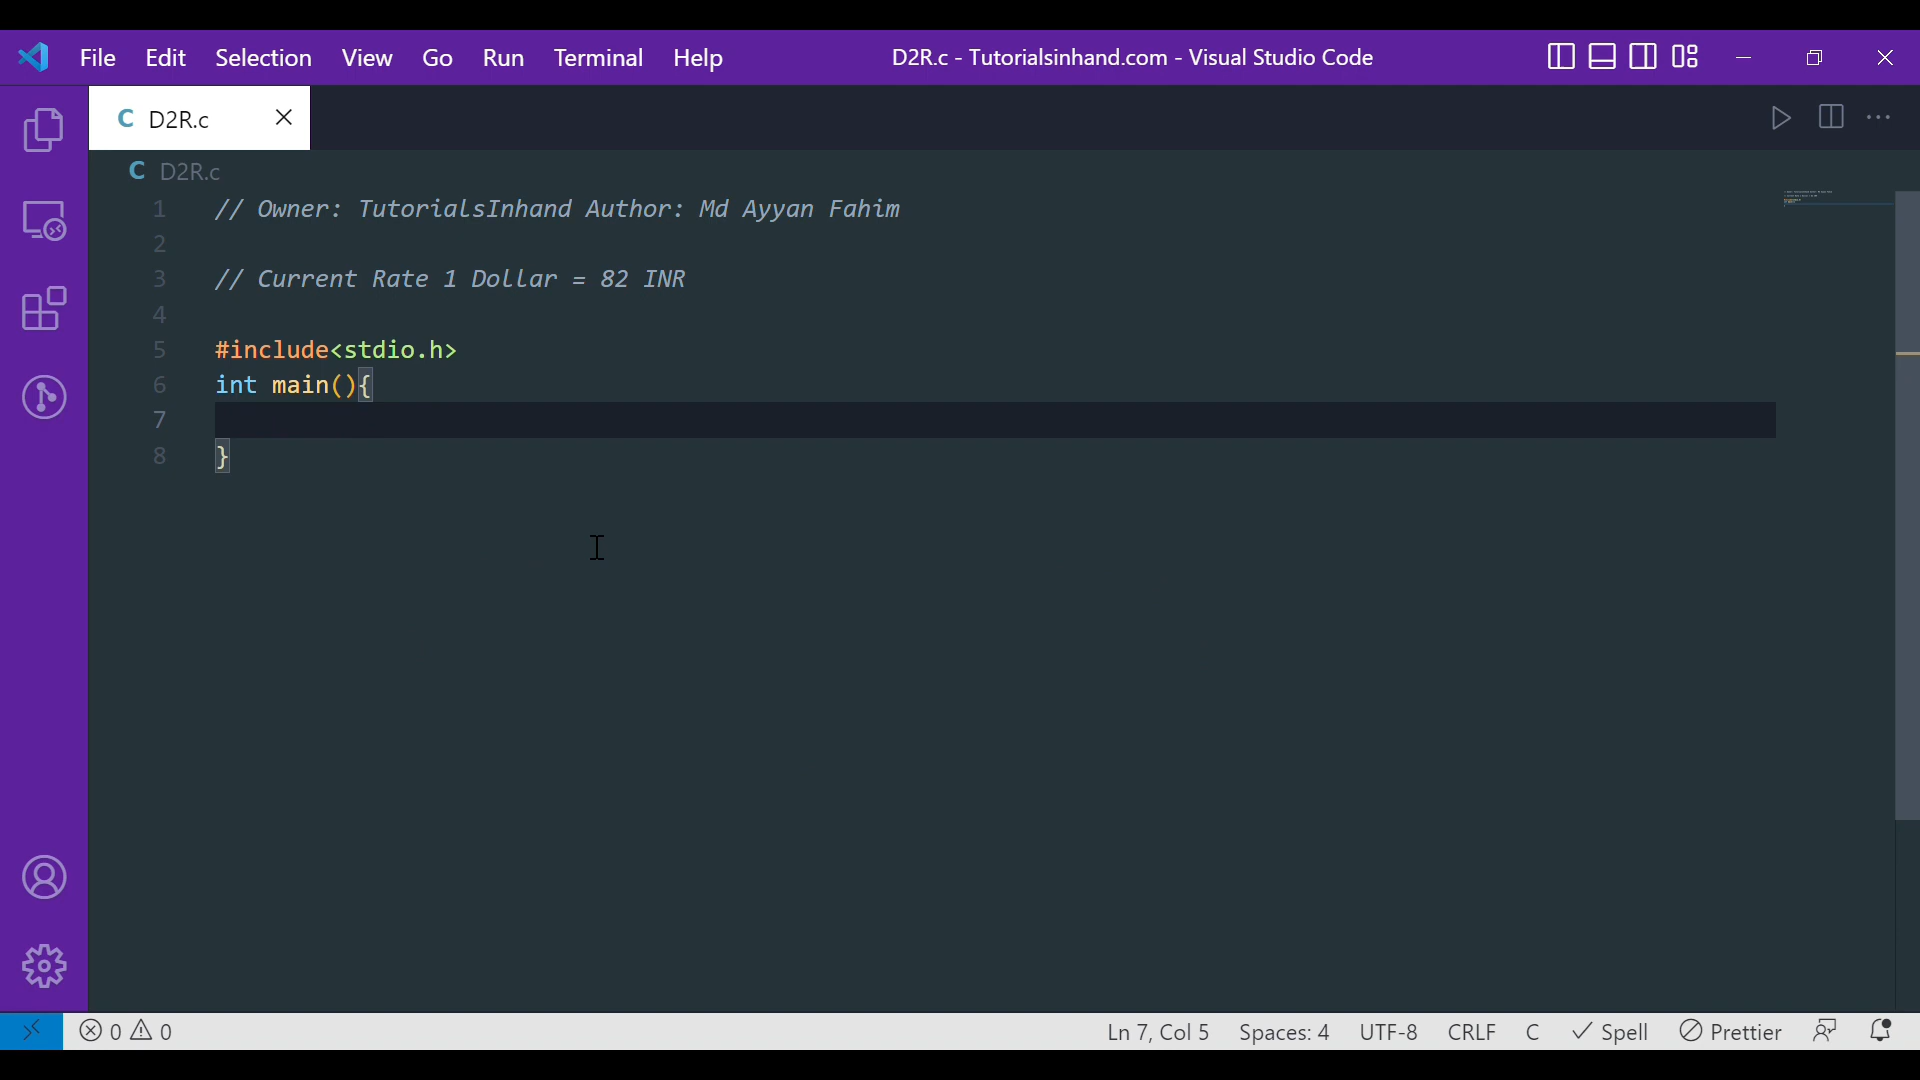 File Edit Selection View Go Run Terminal Help D2R.c - Tutorialsinhand.com - Visual Studio Code
C D2R.c
C D2R.c
1 // Owner: TutorialsInhand Author: Md Ayyan Fahim
2
3 // Current Rate 1 Dollar = 82 INR
4
5 #include<stdio.h>
6 int main(){
7
8 }
0 0 Ln 7, Col 5 Spaces: 4 UTF-8 CRLF C Spell Prettier